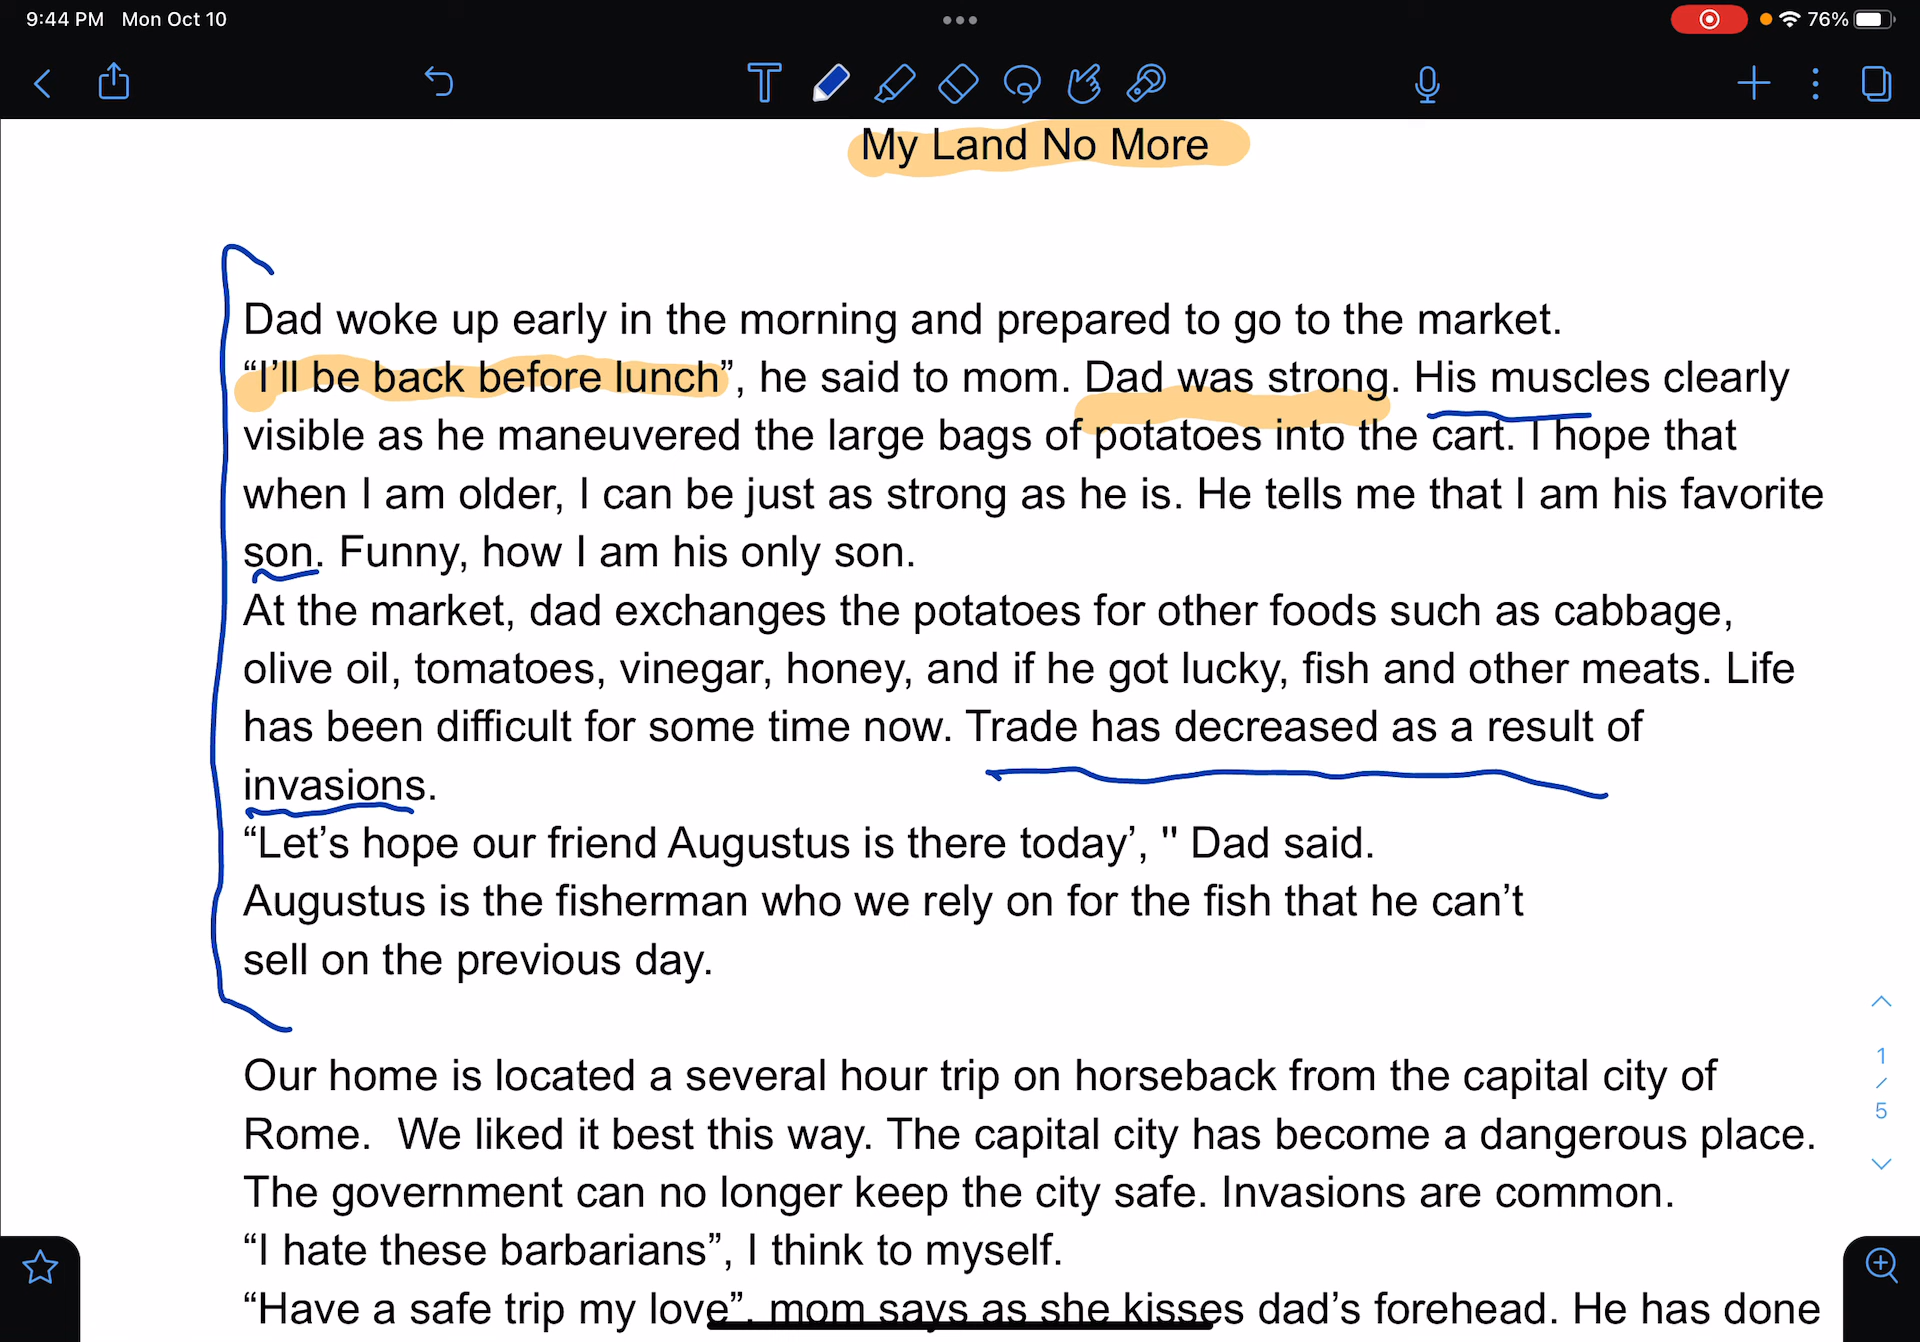 9:44 PM Mon Oct 10
76%
My Land No More
Dad woke up early in the morning and prepared to go to the market.
“I’ll be back before lunch”, he said to mom. Dad was strong. His muscles clearly
visible as he maneuvered the large bags of potatoes into the cart. I hope that
when I am older, I can be just as strong as he is. He tells me that I am his favorite
son. Funny, how I am his only son.
At the market, dad exchanges the potatoes for other foods such as cabbage,
olive oil, tomatoes, vinegar, honey, and if he got lucky, fish and other meats. Life
has been difficult for some time now. Trade has decreased as a result of
invasions.
“Let’s hope our friend Augustus is there today’, " Dad said.
Augustus is the fisherman who we rely on for the fish that he can’t
sell on the previous day.
Our home is located a several hour trip on horseback from the capital city of
Rome.  We liked it best this way. The capital city has become a dangerous place.
The government can no longer keep the city safe. Invasions are common.
“I hate these barbarians”, I think to myself.
“Have a safe trip my love”, mom says as she kisses dad’s forehead. He has done
1
/
5